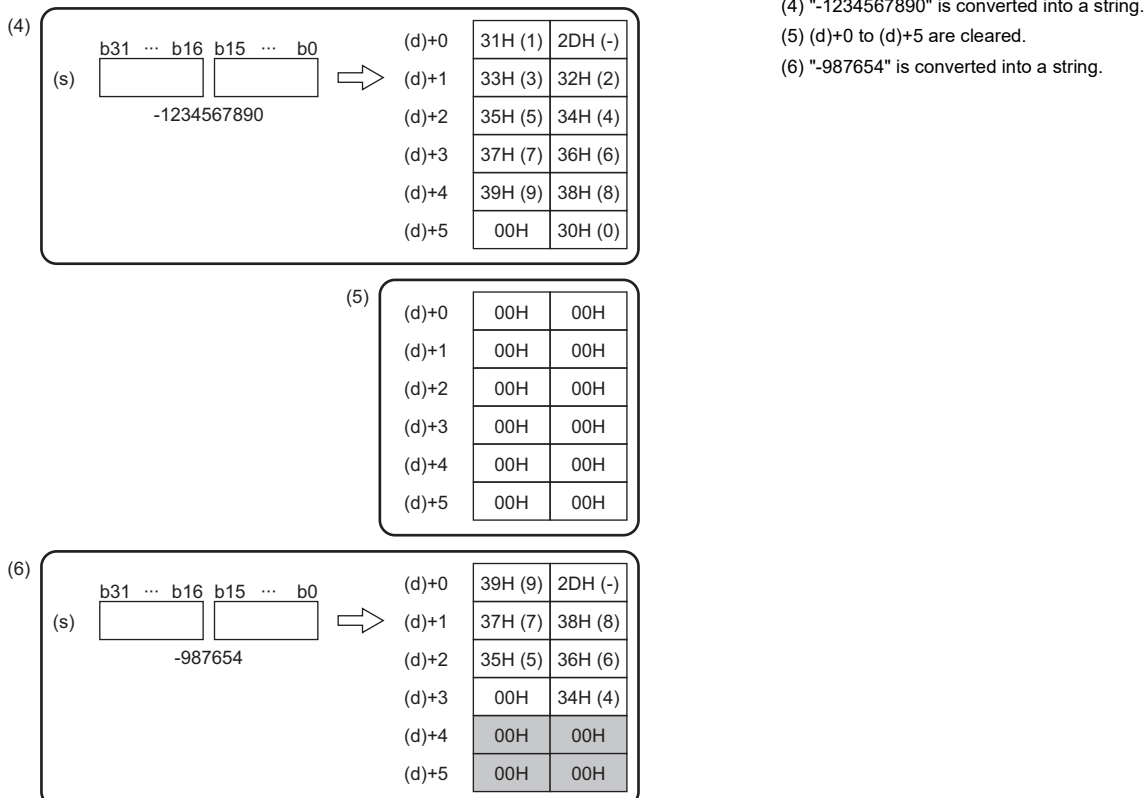 (4) "-1234567890" is converted into a string.
(5) (d)+0 to (d)+5 are cleared.
(6) "-987654" is converted into a string.
(4)
b31 ··· b16 b15 ··· b0
(s)
-1234567890
(d)+0 31H (1) 2DH (-)
(d)+1 33H (3) 32H (2)
(d)+2 35H (5) 34H (4)
(d)+3 37H (7) 36H (6)
(d)+4 39H (9) 38H (8)
(d)+5 00H 30H (0)
(5)
(d)+0 00H 00H
(d)+1 00H 00H
(d)+2 00H 00H
(d)+3 00H 00H
(d)+4 00H 00H
(d)+5 00H 00H
(6)
b31 ··· b16 b15 ··· b0
(s)
-987654
(d)+0 39H (9) 2DH (-)
(d)+1 37H (7) 38H (8)
(d)+2 35H (5) 36H (6)
(d)+3 00H 34H (4)
(d)+4 00H 00H
(d)+5 00H 00H